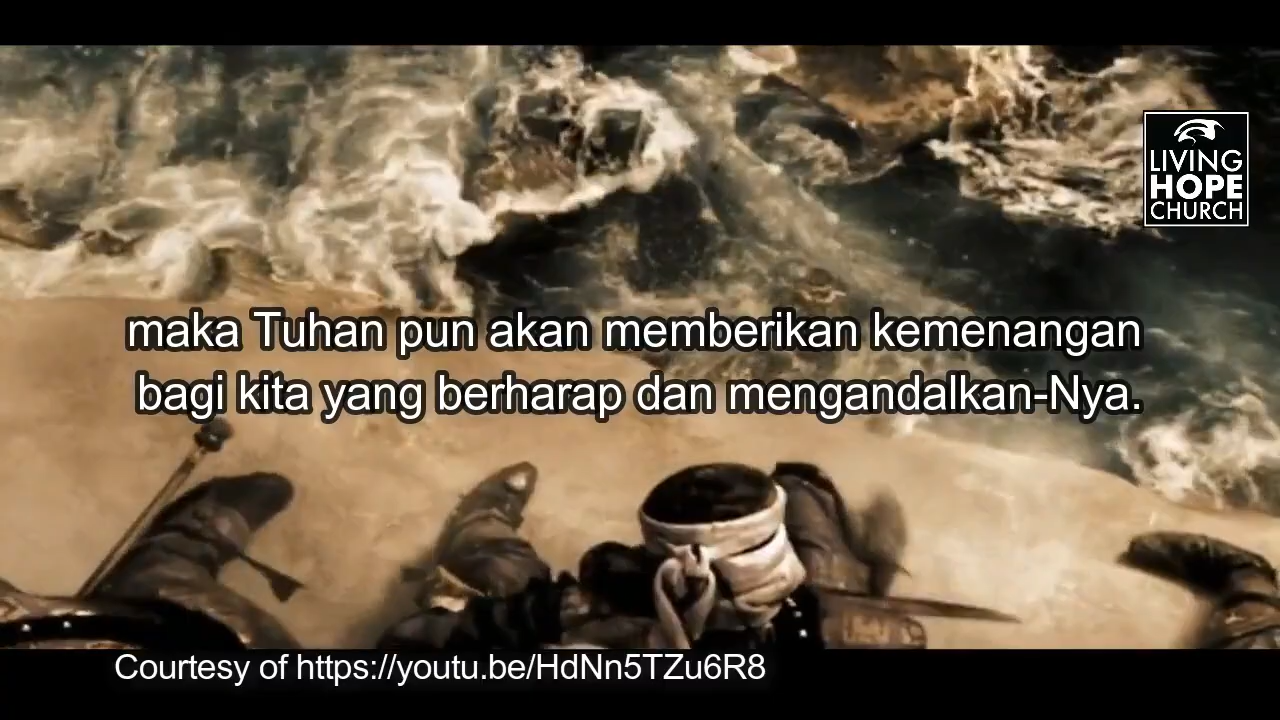 LIVING
HOPE
CHURCH
maka Tuhan pun akan memberikan kemenangan
bagi kita yang berharap dan mengandalkan-Nya.
Courtesy of https://youtu.be/HdNn5TZu6R8